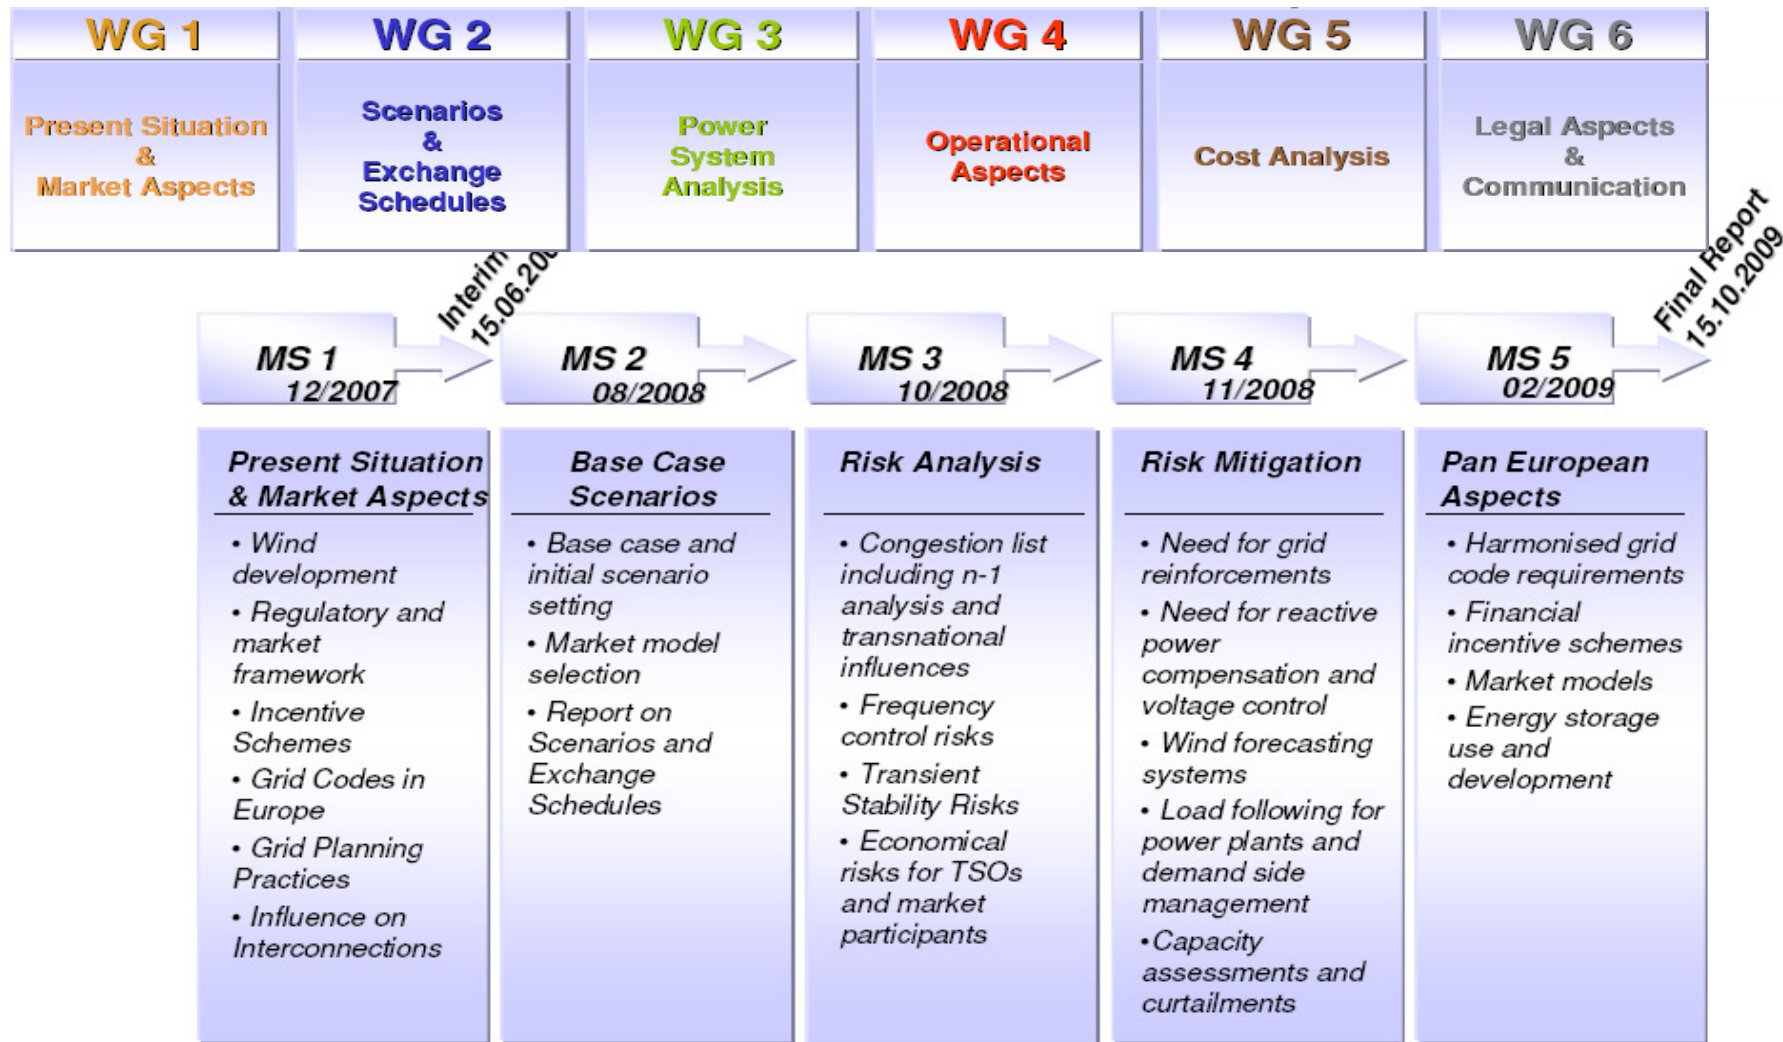 WG 1
WG 2
WG 3
WG 4
WG 5
WG 6
Present Situation
&
Market Aspects
Scenarios
&
Exchange
Schedules
Power
System
Analysis
Operational
Aspects
Cost Analysis
Legal Aspects
&
Communication
Interim
15.06.200
Final Report
15.10.2009
MS 1
12/2007
MS 2
08/2008
MS 3
10/2008
MS 4
11/2008
MS 5
02/2009
Present Situation
& Market Aspects
• Wind
development
• Regulatory and
market
framework
• Incentive
Schemes
• Grid Codes in
Europe
• Grid Planning
Practices
• Influence on
Interconnections
Base Case
Scenarios
• Base case and
initial scenario
setting
• Market model
selection
• Report on
Scenarios and
Exchange
Schedules
Risk Analysis
• Congestion list
including n-1
analysis and
transnational
influences
• Frequency
control risks
• Transient
Stability Risks
• Economical
risks for TSOs
and market
participants
Risk Mitigation
• Need for grid
reinforcements
• Need for reactive
power
compensation and
voltage control
• Wind forecasting
systems
• Load following for
power plants and
demand side
management
•Capacity
assessments and
curtailments
Pan European
Aspects
• Harmonised grid
code requirements
• Financial
incentive schemes
• Market models
• Energy storage
use and
development